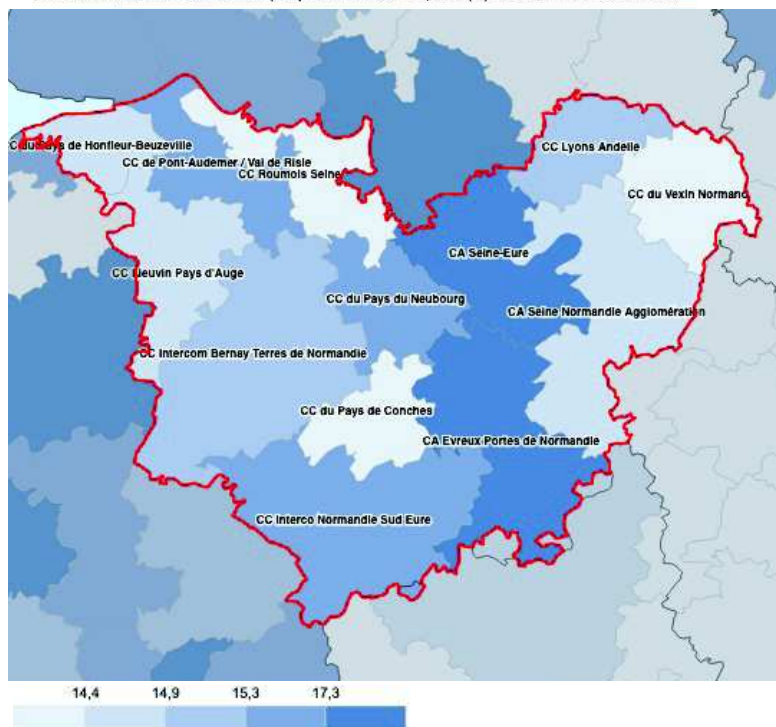 CC du Pays de Honfleur-Beuzeville
CC de Pont-Audemer / Val de Risle
CC Roumois Seine
CC Lyons Andelle
CC du Vexin Normand
CA Seine-Eure
CC Lieuvin Pays d'Auge
CC du Pays du Neubourg
CA Seine Normandie Agglomération
CC Intercom Bernay Terres de Normandie
CC du Pays de Conches
CA Evreux Portes de Normandie
CC Interco Normandie Sud Eure
14,4 14,9 15,3 17,3